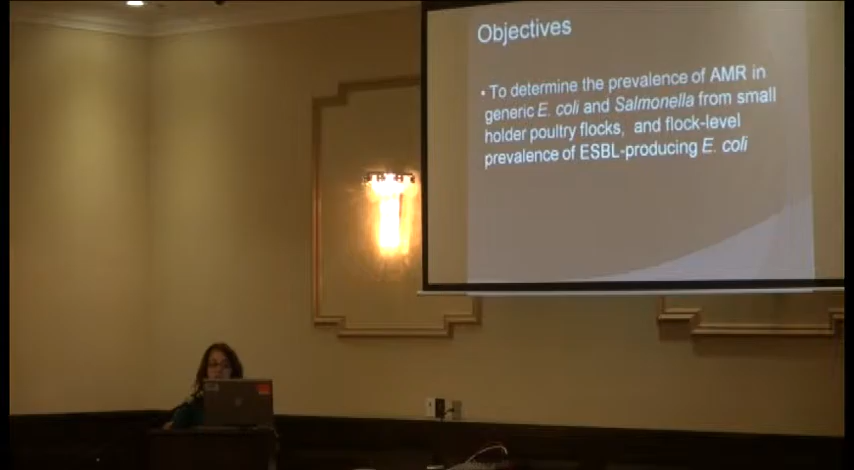 Objectives
▪ To determine the prevalence of AMR in
generic E. coli and Salmonella from small
holder poultry flocks, and flock-level
prevalence of ESBL-producing E. coli